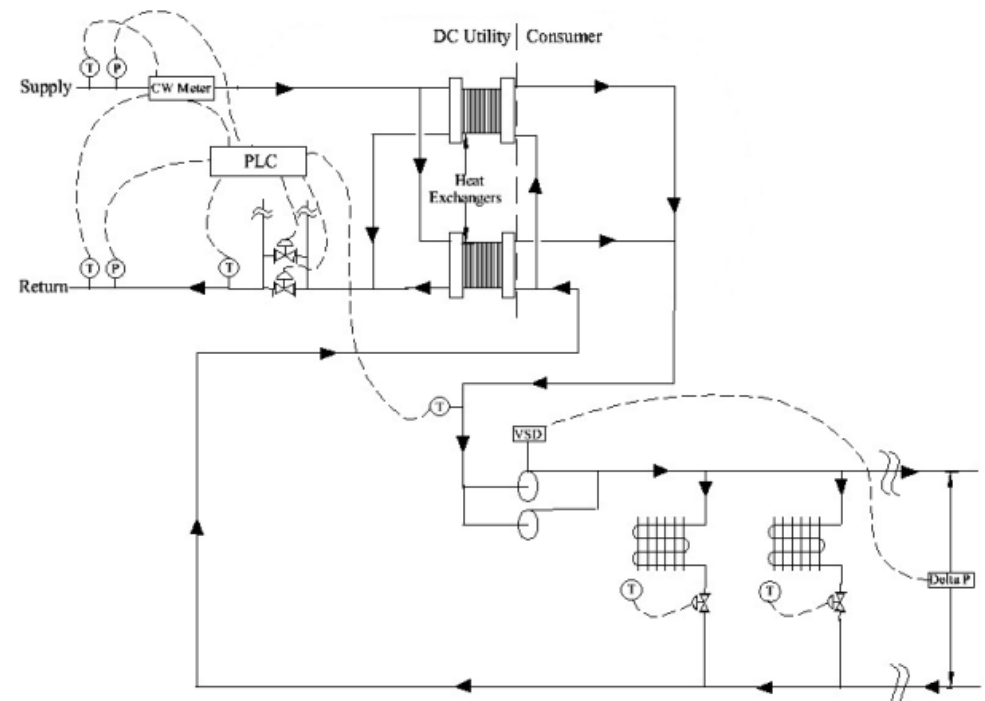 DC Utility | Consumer
T
P
Supply
CW Meter
PLC
Heat
Exchangers
T
P
T
Return
T
VSD
T
T
Delta P